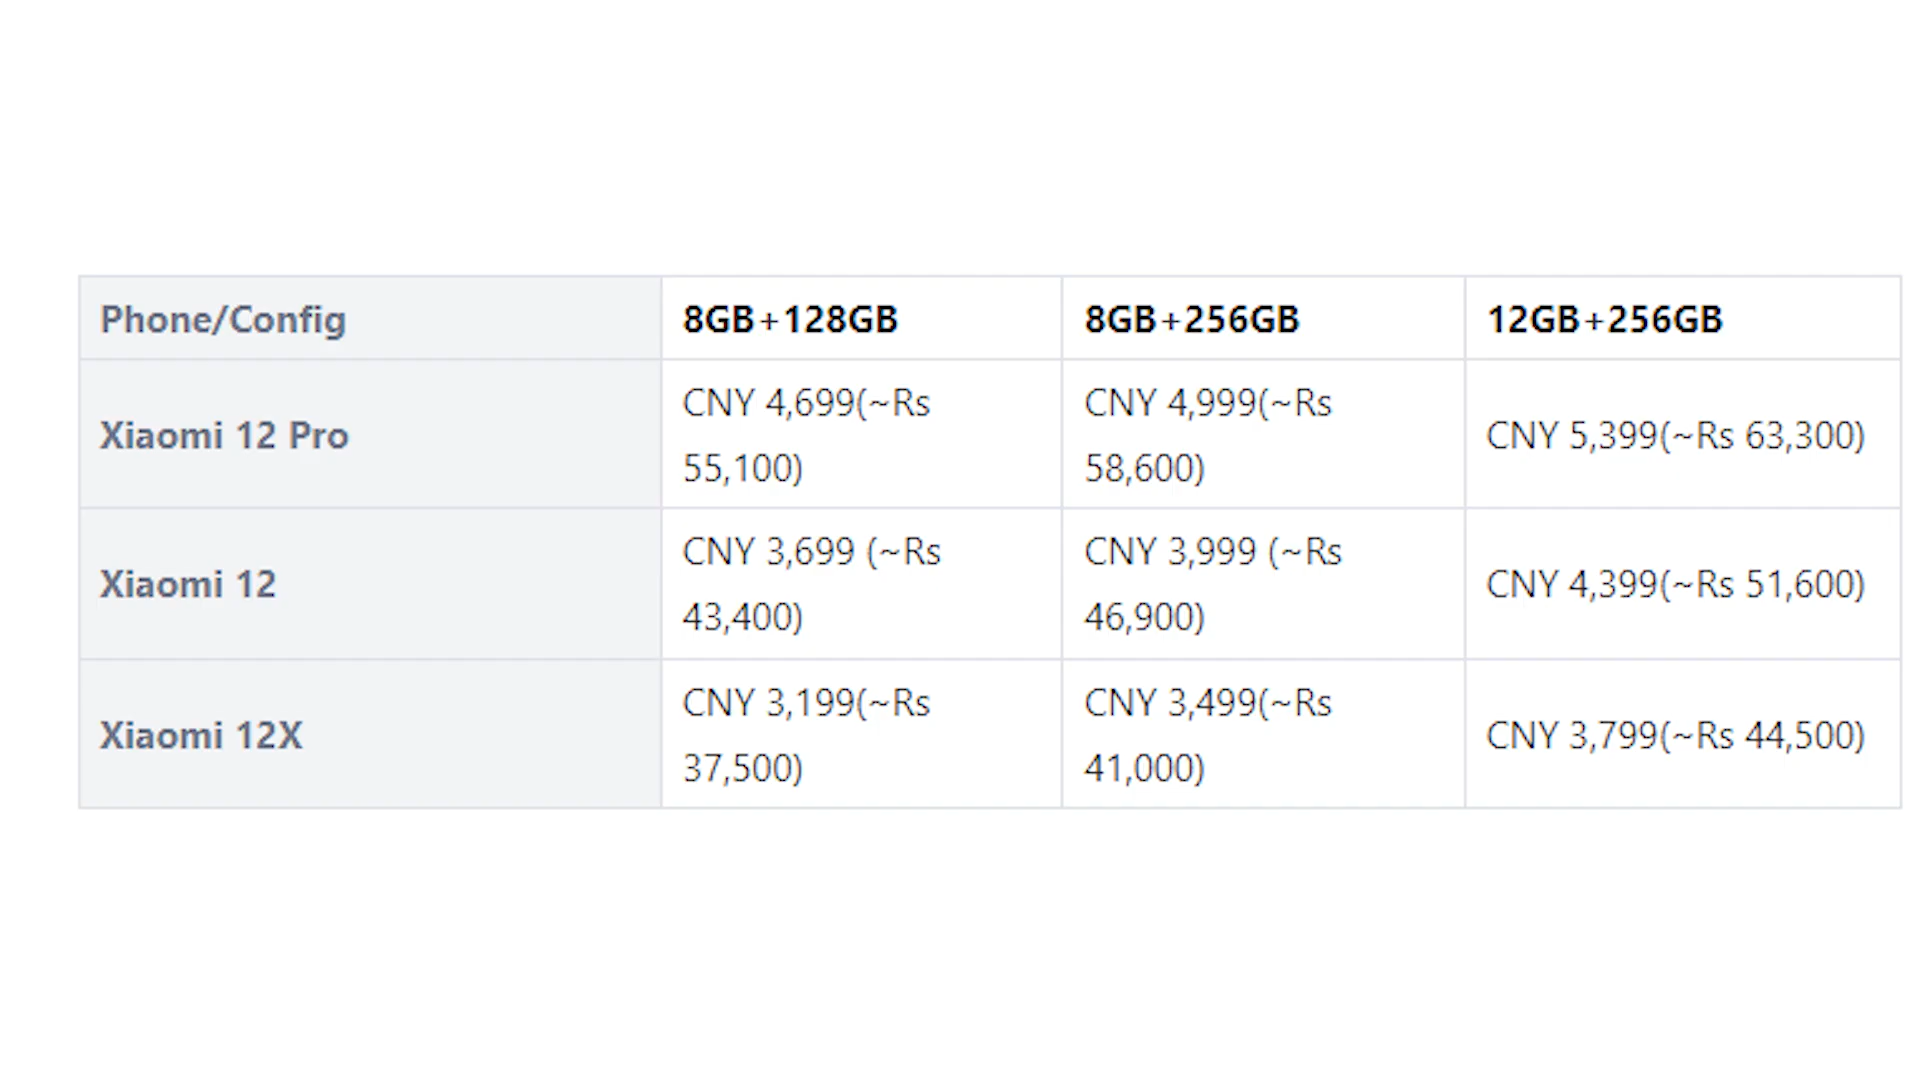 Phone/Config 8GB+128GB 8GB+256GB 12GB+256GB
Xiaomi 12 Pro
CNY 4,699(~Rs
55,100)
CNY 4,999(~Rs
58,600)
CNY 5,399(~Rs 63,300)
Xiaomi 12
CNY 3,699 (~Rs
43,400)
CNY 3,999 (~Rs
46,900)
CNY 4,399(~Rs 51,600)
Xiaomi 12X
CNY 3,199(~Rs
37,500)
CNY 3,499(~Rs
41,000)
CNY 3,799(~Rs 44,500)